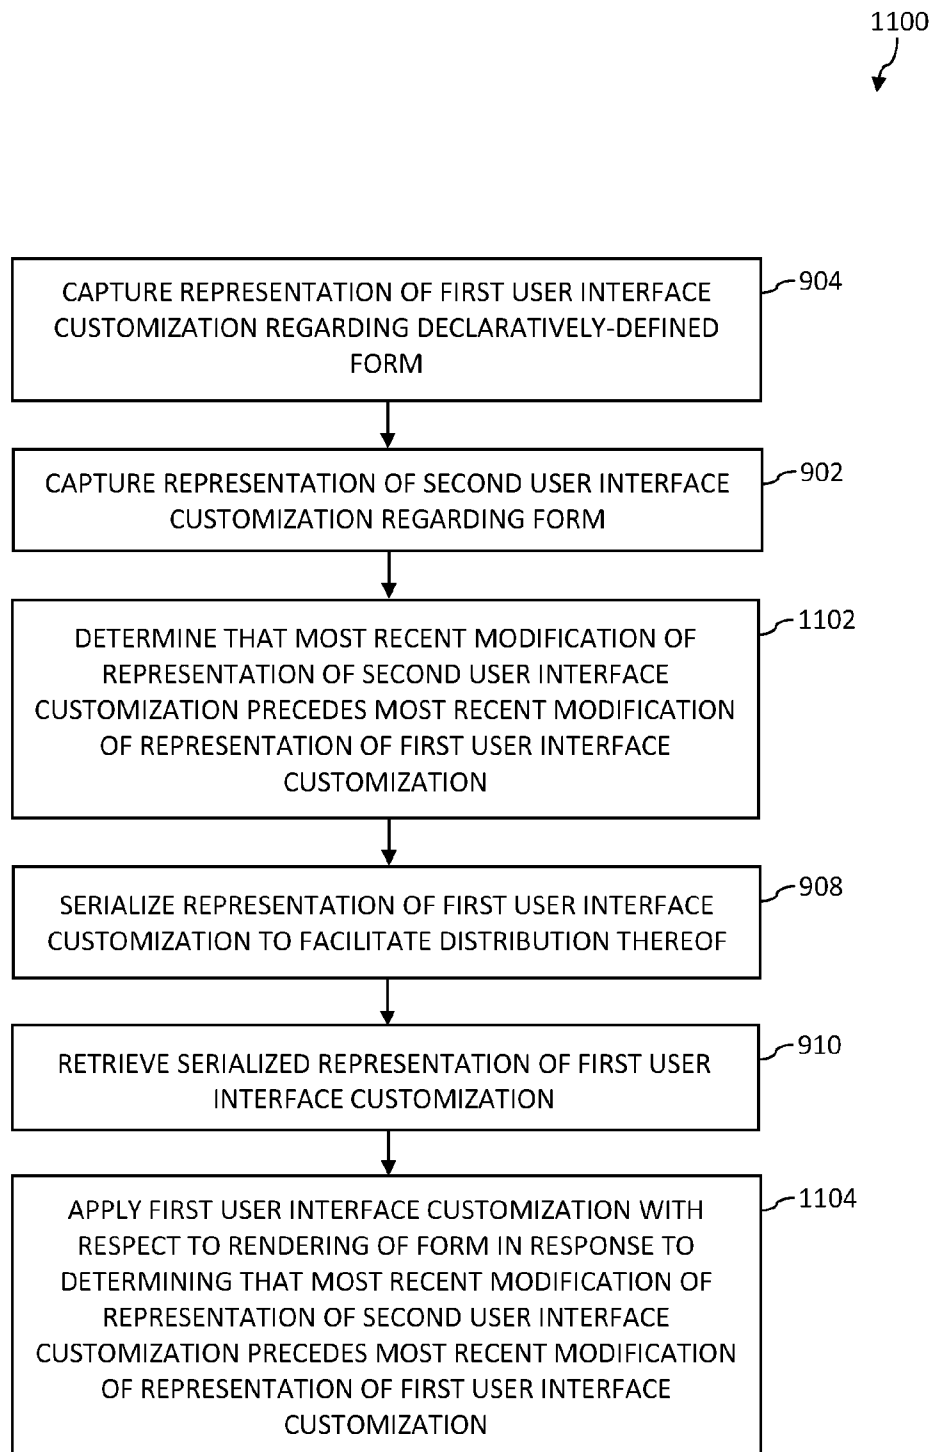 1100
CAPTURE REPRESENTATION OF FIRST USER INTERFACE
CUSTOMIZATION REGARDING DECLARATIVELY-DEFINED
FORM
904
CAPTURE REPRESENTATION OF SECOND USER INTERFACE
CUSTOMIZATION REGARDING FORM
902
DETERMINE THAT MOST RECENT MODIFICATION OF
REPRESENTATION OF SECOND USER INTERFACE
CUSTOMIZATION PRECEDES MOST RECENT MODIFICATION
OF REPRESENTATION OF FIRST USER INTERFACE
CUSTOMIZATION
1102
SERIALIZE REPRESENTATION OF FIRST USER INTERFACE
CUSTOMIZATION TO FACILITATE DISTRIBUTION THEREOF
908
RETRIEVE SERIALIZED REPRESENTATION OF FIRST USER
INTERFACE CUSTOMIZATION
910
APPLY FIRST USER INTERFACE CUSTOMIZATION WITH
RESPECT TO RENDERING OF FORM IN RESPONSE TO
DETERMINING THAT MOST RECENT MODIFICATION OF
REPRESENTATION OF SECOND USER INTERFACE
CUSTOMIZATION PRECEDES MOST RECENT MODIFICATION
OF REPRESENTATION OF FIRST USER INTERFACE
CUSTOMIZATION
1104